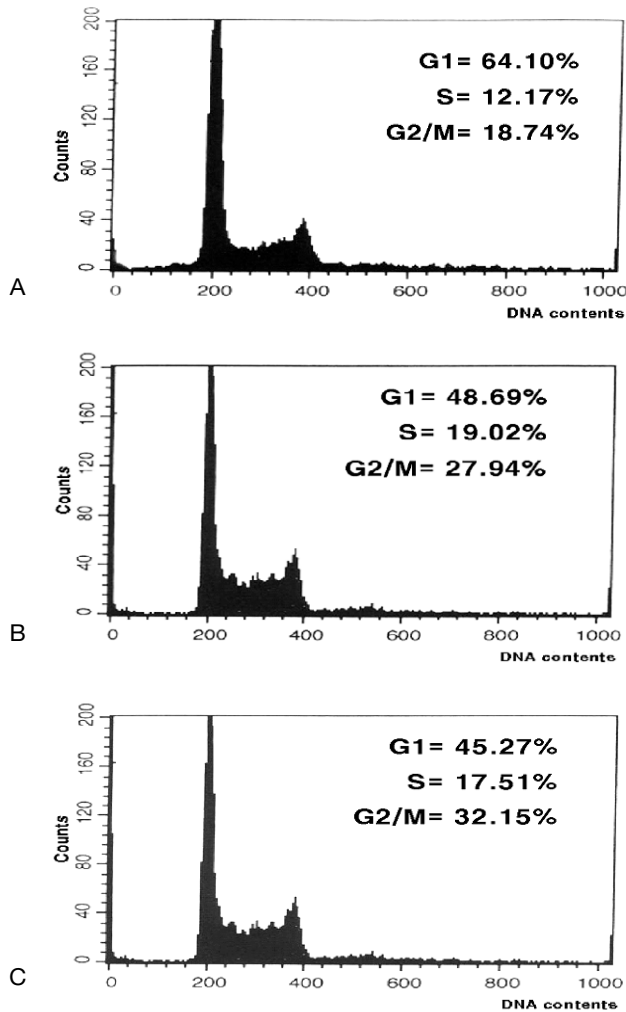 200
160
120
80
40
0
Counts
G1= 64.10%
S= 12.17%
G2/M= 18.74%
0 200 400 600 800 1000
DNA contents
A
200
160
120
80
40
0
Counts
G1= 48.69%
S= 19.02%
G2/M= 27.94%
0 200 400 600 800 1000
DNA contents
B
200
160
120
80
40
0
Counts
G1= 45.27%
S= 17.51%
G2/M= 32.15%
0 200 400 600 800 1000
DNA contents
C